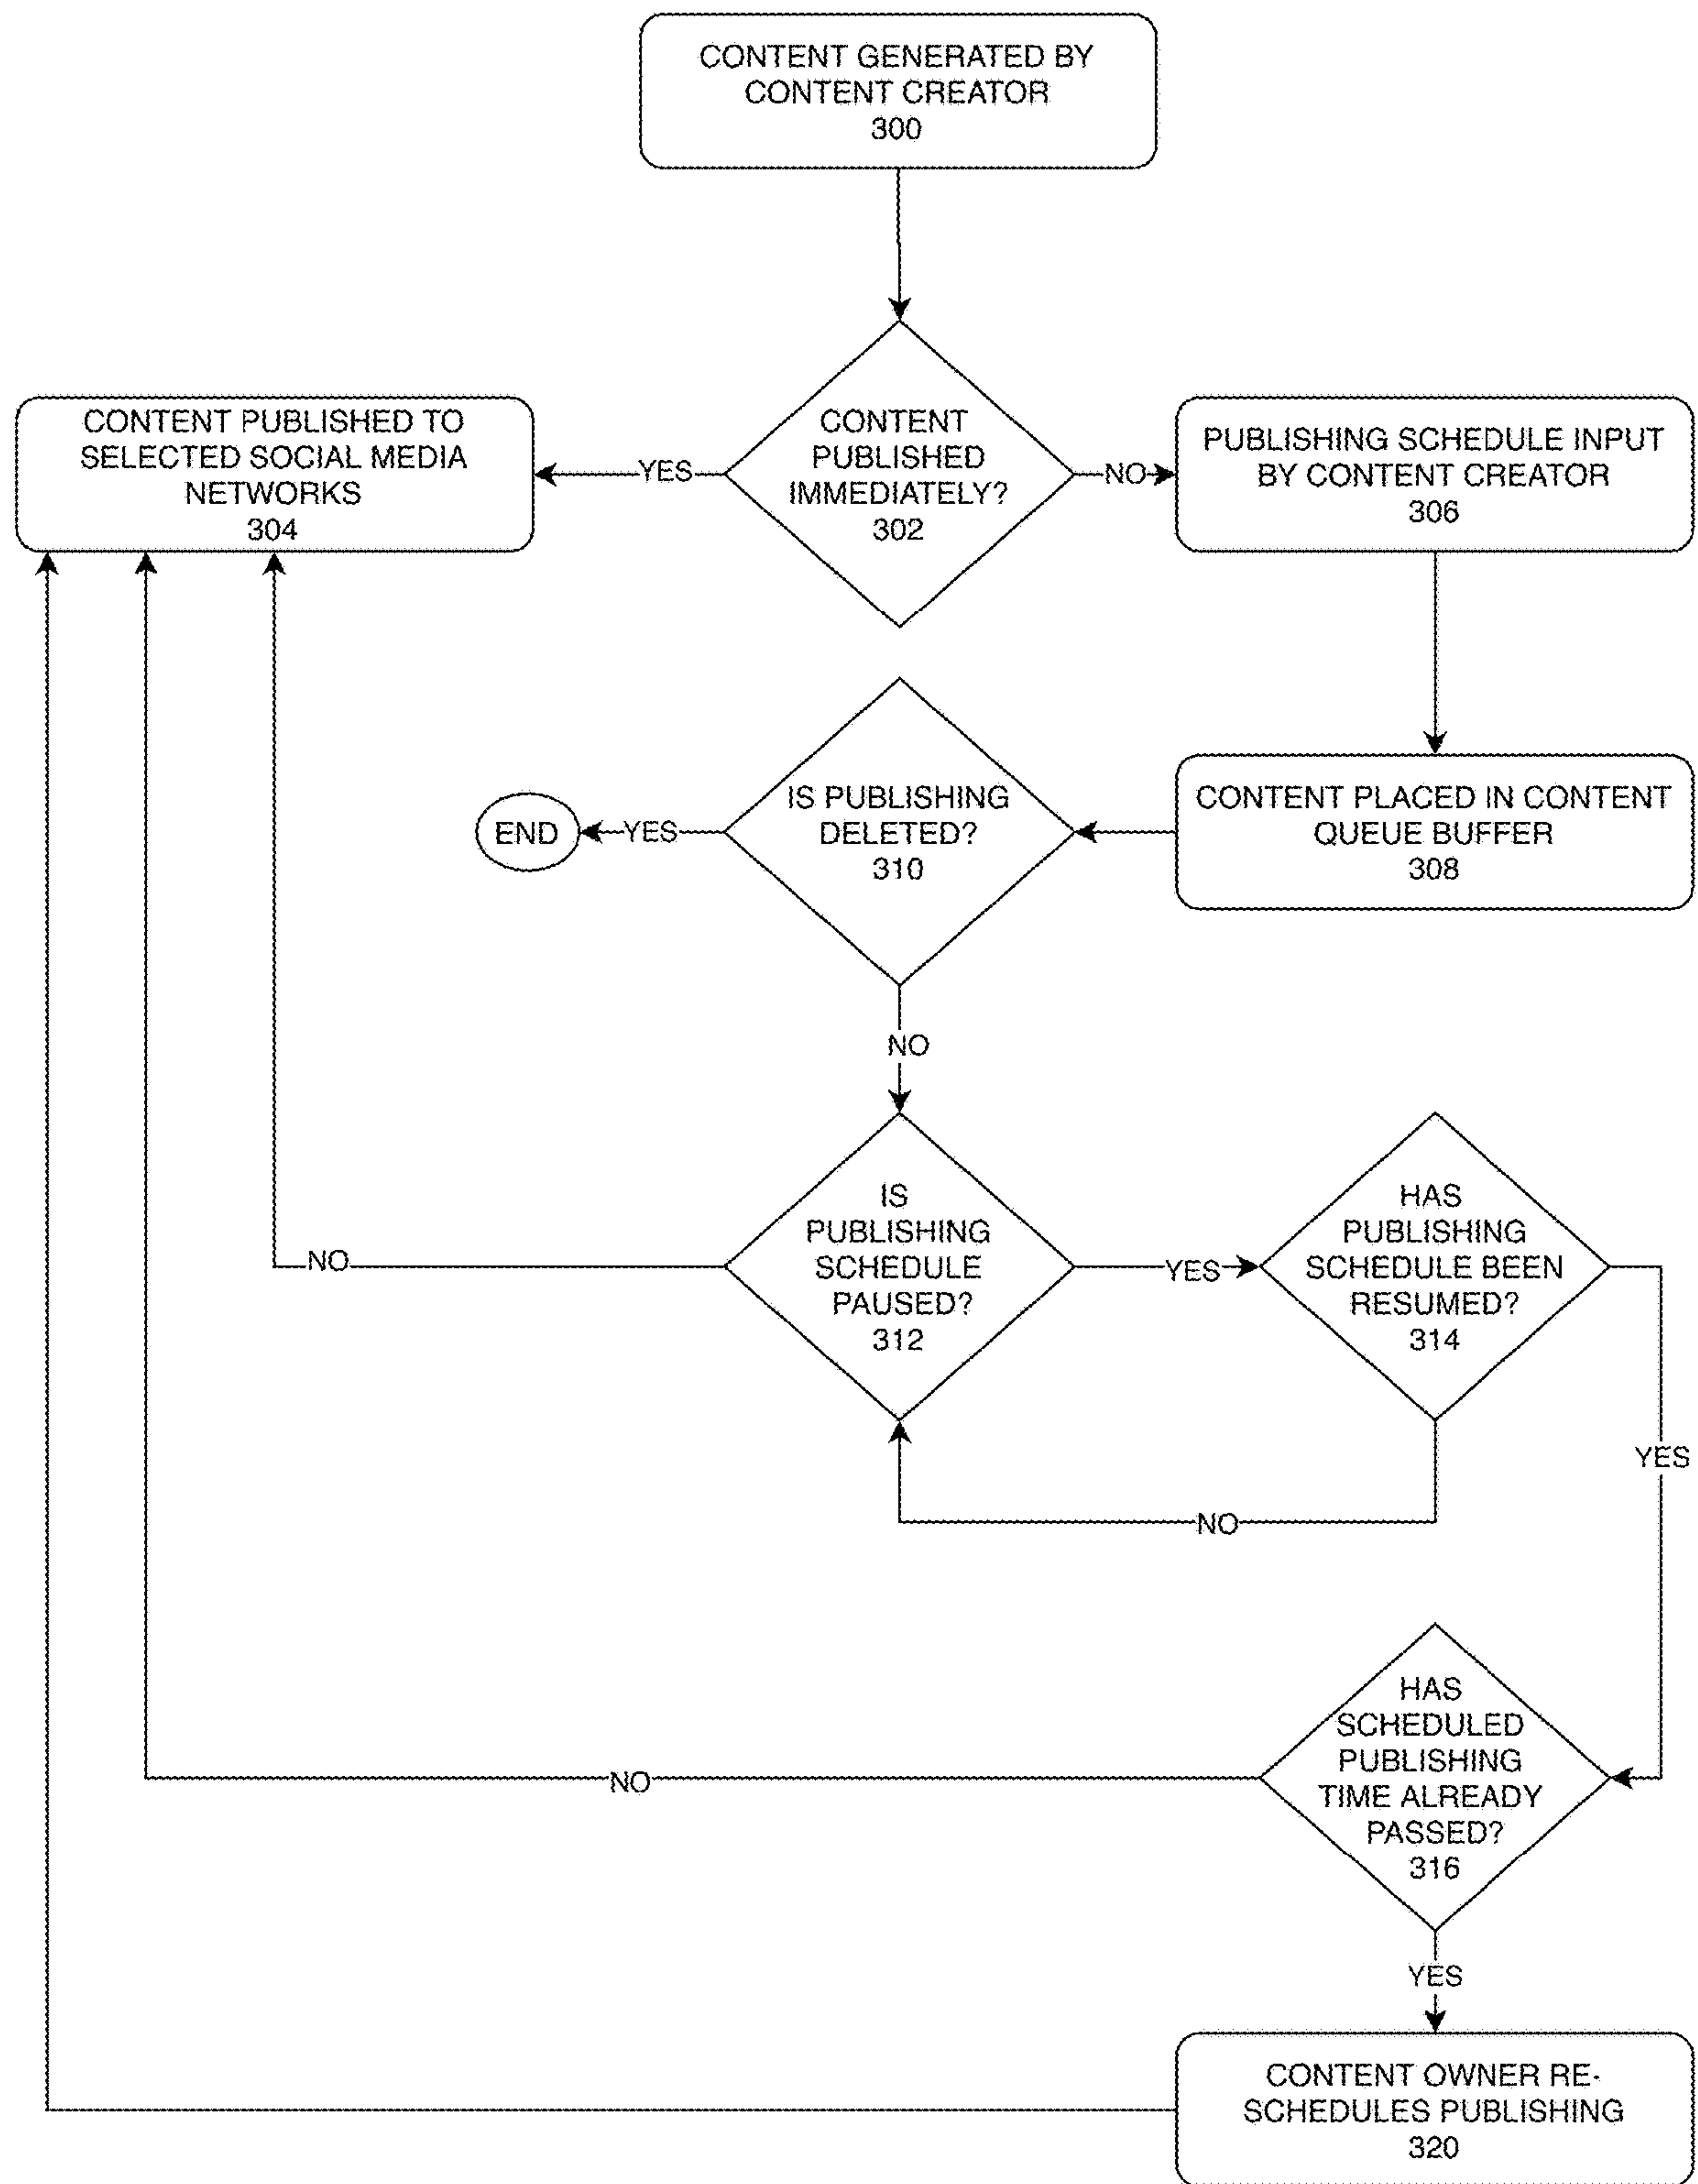 CONTENT GENERATED BY
CONTENT CREATOR
300
CONTENT PUBLISHED TO
SELECTED SOCIAL MEDIA
NETWORKS
304
YES
CONTENT
PUBLISHED
IMMEDIATELY?
302
NO
PUBLISHING SCHEDULE INPUT
BY CONTENT CREATOR
306
END
YES
IS PUBLISHING
DELETED?
310
CONTENT PLACED IN CONTENT
QUEUE BUFFER
308
NO
NO
IS
PUBLISHING
SCHEDULE
PAUSED?
312
YES
HAS
PUBLISHING
SCHEDULE BEEN
RESUMED?
314
YES
NO
NO
HAS
SCHEDULED
PUBLISHING
TIME ALREADY
PASSED?
316
YES
CONTENT OWNER RE-
SCHEDULES PUBLISHING
320